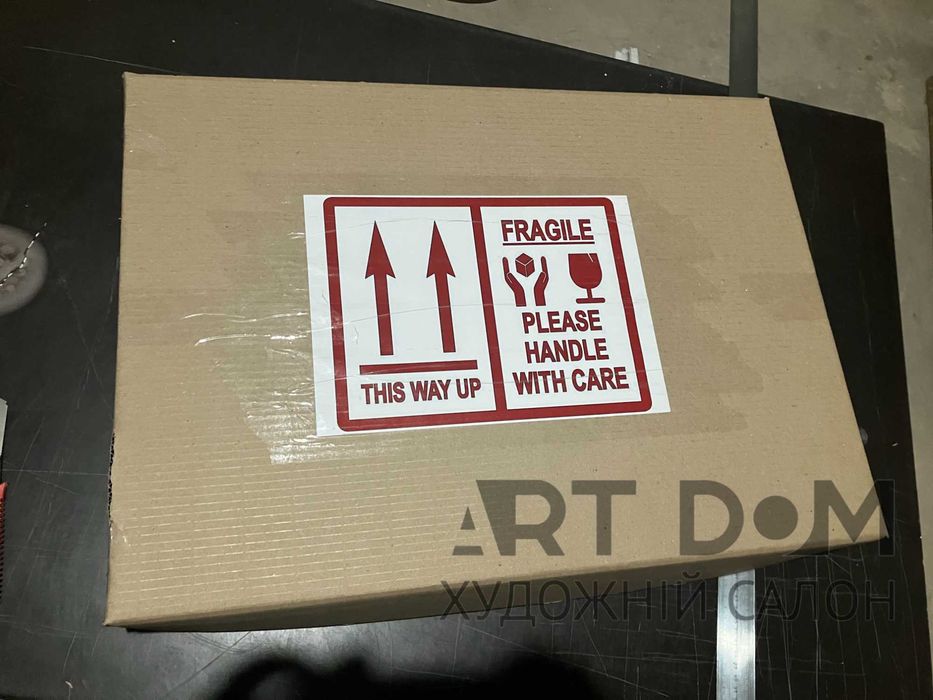 THIS WAY UP
FRAGILE
PLEASE
HANDLE
WITH CARE
ART DOM
ХУДОЖНІЙ САЛОН